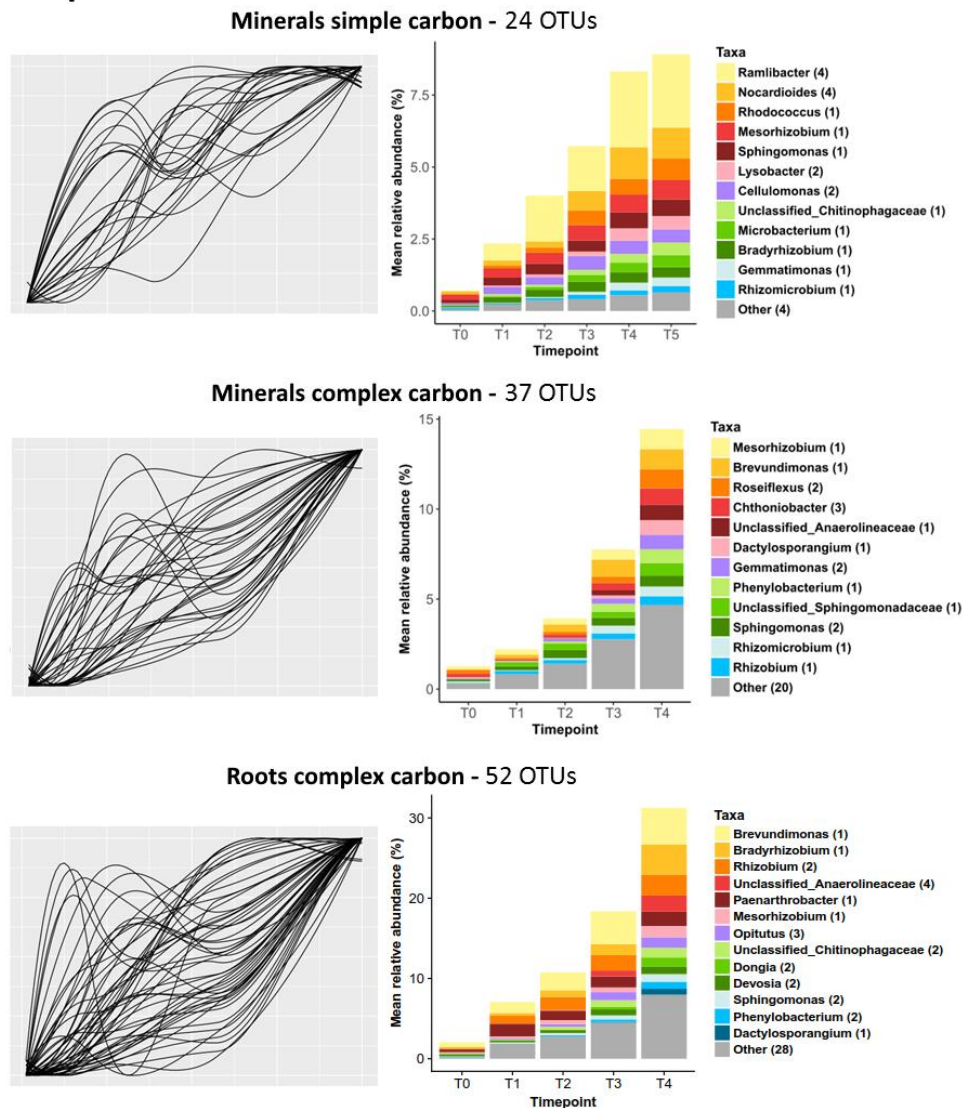 Minerals simple carbon - 24 OTUs
Mean relative abundance (%)
7.5
5.0
2.5
0.0
T0 T1 T2 T3 T4 T5
Timepoint
Taxa
Ramlibacter (4)
Nocardioides (4)
Rhodococcus (1)
Mesorhizobium (1)
Sphingomonas (1)
Lysobacter (2)
Cellulomonas (2)
Unclassified_Chitinophagaceae (1)
Microbacterium (1)
Bradyrhizobium (1)
Gemmatimonas (1)
Rhizomicrobium (1)
Other (4)
Minerals complex carbon - 37 OTUs
Mean relative abundance (%)
15
10
5
0
T0 T1 T2 T3 T4
Timepoint
Taxa
Mesorhizobium (1)
Brevundimonas (1)
Roseiflexus (2)
Chthoniobacter (3)
Unclassified_Anaerolineaceae (1)
Dactylosporangium (1)
Gemmatimonas (2)
Phenylobacterium (1)
Unclassified_Sphingomonadaceae (1)
Sphingomonas (2)
Rhizomicrobium (1)
Rhizobium (1)
Other (20)
Roots complex carbon - 52 OTUs
Mean relative abundance (%)
30
20
10
0
T0 T1 T2 T3 T4
Timepoint
Taxa
Brevundimonas (1)
Bradyrhizobium (1)
Rhizobium (2)
Unclassified_Anaerolineaceae (4)
Paenarthrobacter (1)
Mesorhizobium (1)
Opitutus (3)
Unclassified_Chitinophagaceae (2)
Dongia (2)
Devosia (2)
Sphingomonas (2)
Phenylobacterium (2)
Dactylosporangium (1)
Other (28)